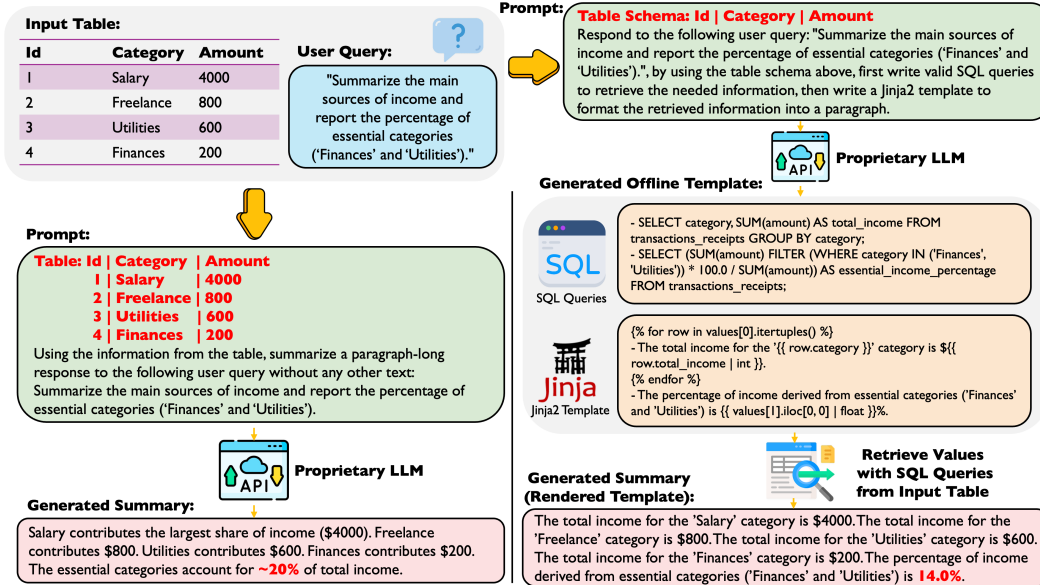 Input Table:
Id Category Amount
1 Salary 4000
2 Freelance 800
3 Utilities 600
4 Finances 200
User Query:
?
"Summarize the main
sources of income and
report the percentage of
essential categories
(‘Finances’ and ‘Utilities’)."
Prompt:
Table: Id | Category | Amount
1 | Salary | 4000
2 | Freelance | 800
3 | Utilities | 600
4 | Finances | 200
Using the information from the table, summarize a paragraph-long
response to the following user query without any other text:
Summarize the main sources of income and report the percentage of
essential categories (‘Finances’ and ‘Utilities’).
API
Proprietary LLM
Generated Summary:
Salary contributes the largest share of income ($4000). Freelance
contributes $800. Utilities contributes $600. Finances contributes $200.
The essential categories account for ~20% of total income.
Prompt:
Table Schema: Id | Category | Amount
Respond to the following user query: "Summarize the main sources of
income and report the percentage of essential categories (‘Finances’ and
‘Utilities’).", by using the table schema above, first write valid SQL queries
to retrieve the needed information, then write a Jinja2 template to
format the retrieved information into a paragraph.
API
Proprietary LLM
Generated Offline Template:
SQL
SQL Queries
- SELECT category, SUM(amount) AS total_income FROM
transactions_receipts GROUP BY category;
- SELECT (SUM(amount) FILTER (WHERE category IN ('Finances',
'Utilities')) * 100.0 / SUM(amount)) AS essential_income_percentage
FROM transactions_receipts;
Jinja
Jinja2 Template
{% for row in values[0].itertuples() %}
- The total income for the '{{ row.category }}' category is ${{
row.total_income | int }}.
{% endfor %}
- The percentage of income derived from essential categories ('Finances'
and 'Utilities') is {{ values[1].iloc[0, 0] | float }}%.
Retrieve Values
with SQL Queries
from Input Table
Generated Summary
(Rendered Template):
The total income for the 'Salary' category is $4000.The total income for the
'Freelance' category is $800.The total income for the 'Utilities' category is $600.
The total income for the 'Finances' category is $200.The percentage of income
derived from essential categories ('Finances' and 'Utilities') is 14.0%.